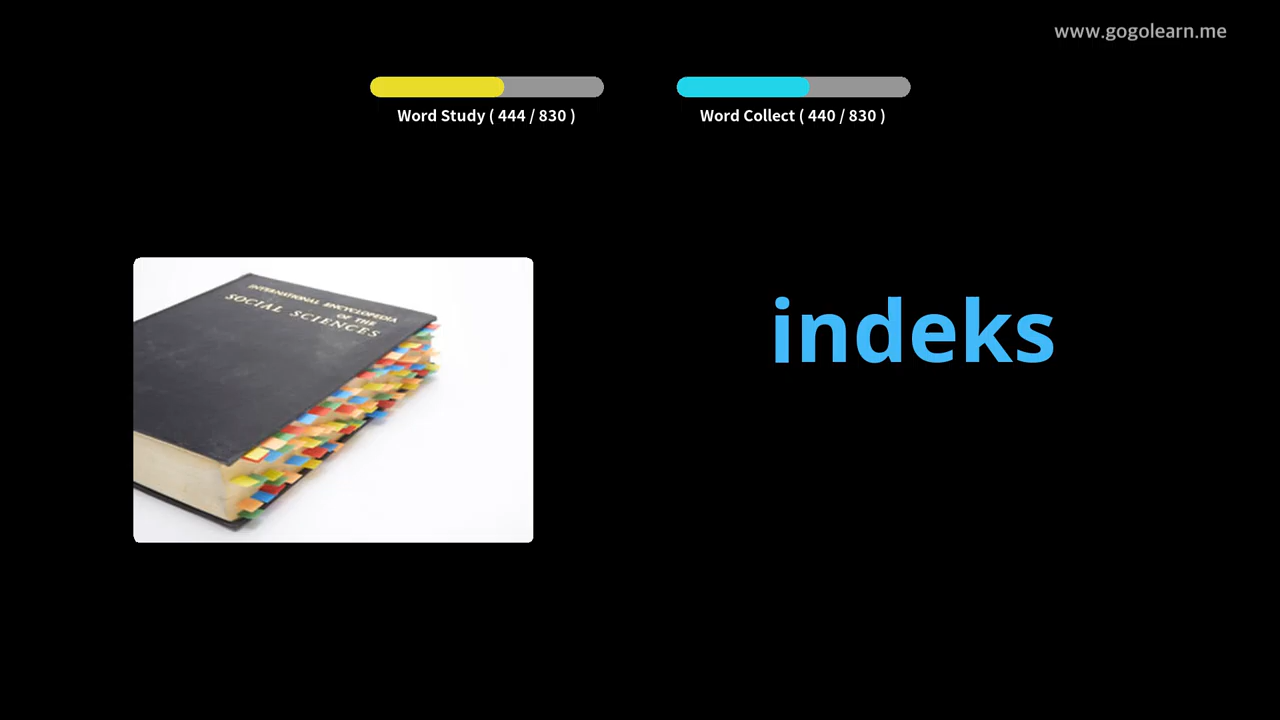 www.gogolearn.me
Word Study ( 444 / 830 )
Word Collect ( 440 / 830 )
INTERNATIONAL ENCYCLOPEDIA
OF THE
SOCIAL SCIENCES
indeks